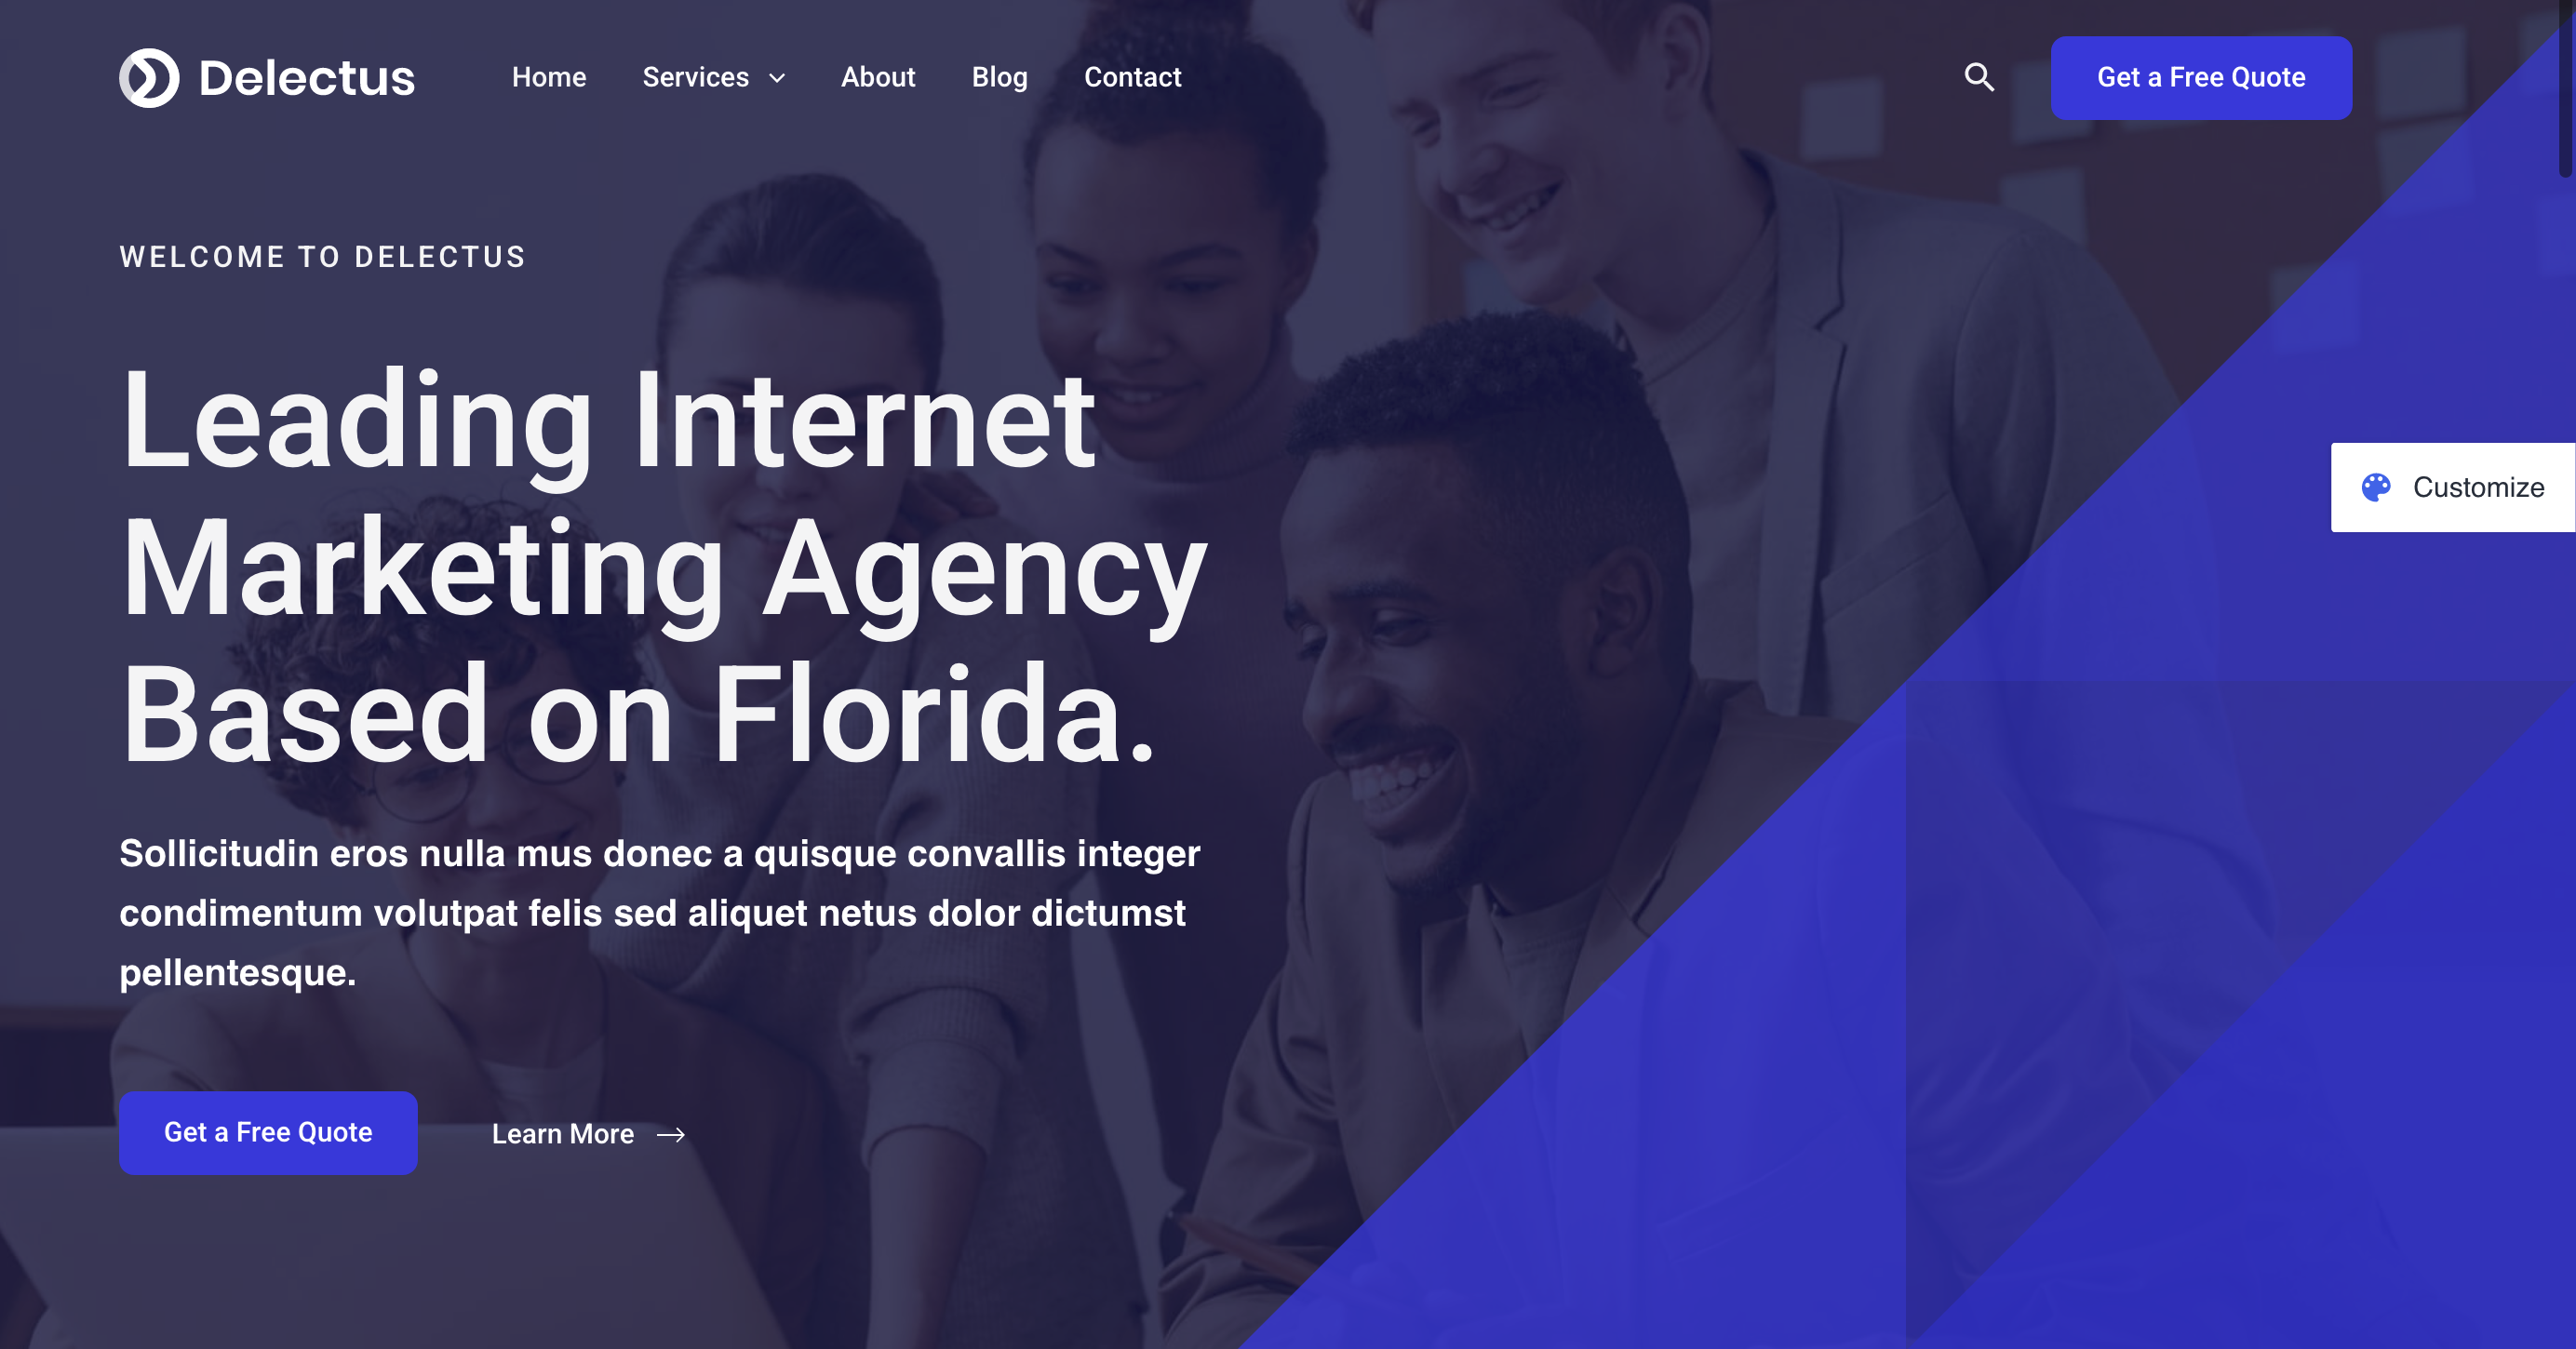 Delectus
Home Services About Blog Contact
Get a Free Quote
WELCOME TO DELECTUS
Leading Internet
Marketing Agency
Based on Florida.
Customize
Sollicitudin eros nulla mus donec a quisque convallis integer
condimentum volutpat felis sed aliquet netus dolor dictumst
pellentesque.
Get a Free Quote
Learn More →